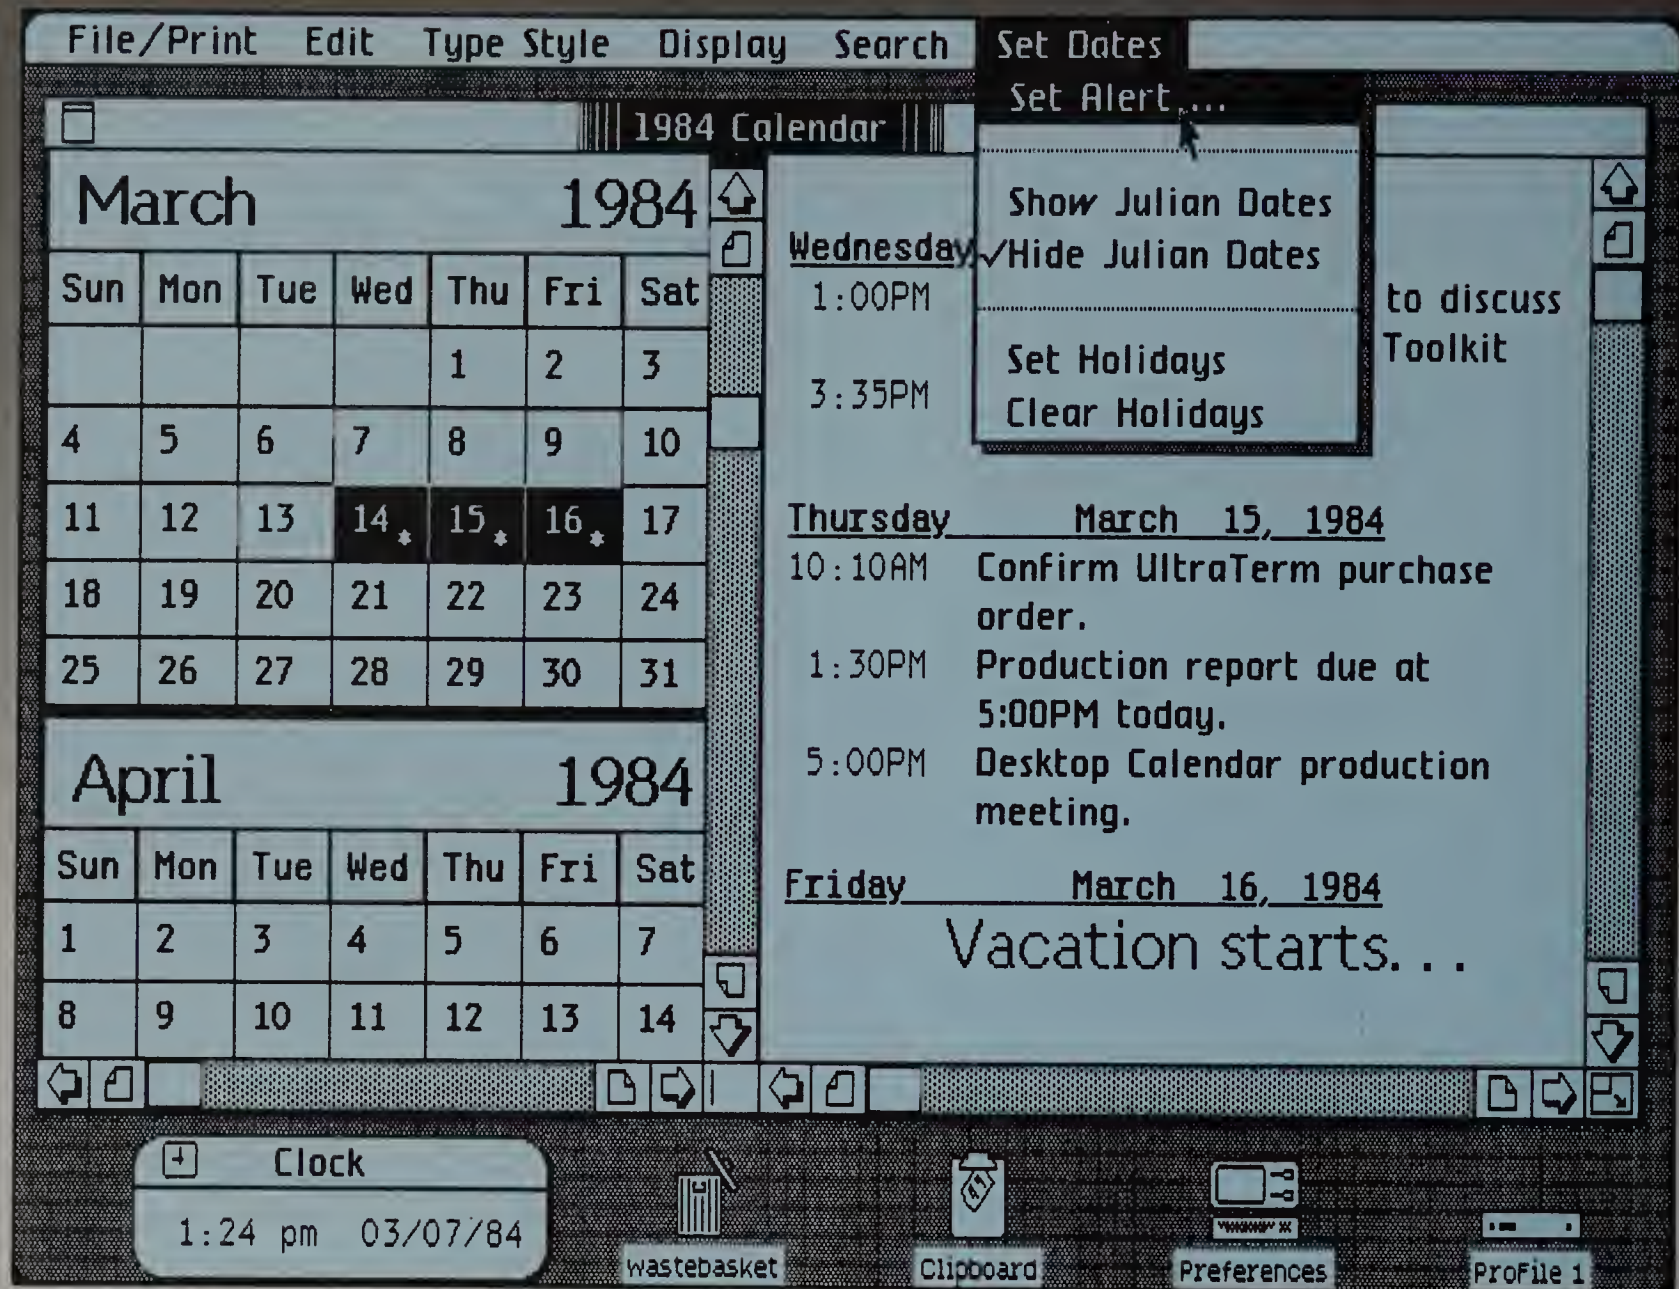 File/Print Edit Type Style Display Search Set Dates
Set Alert ...
Show Julian Dates
✓Hide Julian Dates
Set Holidays
Clear Holidays
1984 Calendar
March 1984
Sun Mon Tue Wed Thu Fri Sat
1 2 3
4 5 6 7 8 9 10
11 12 13 14* 15* 16* 17
18 19 20 21 22 23 24
25 26 27 28 29 30 31
April 1984
Sun Mon Tue Wed Thu Fri Sat
1 2 3 4 5 6 7
8 9 10 11 12 13 14
Wednesday
1:00PM to discuss
Toolkit
3:35PM
Thursday March 15, 1984
10:10AM Confirm UltraTerm purchase
order.
1:30PM Production report due at
5:00PM today.
5:00PM Desktop Calendar production
meeting.
Friday March 16, 1984
Vacation starts...
Clock
1:24 pm 03/07/84
wastebasket
Clipboard
Preferences
ProFile 1